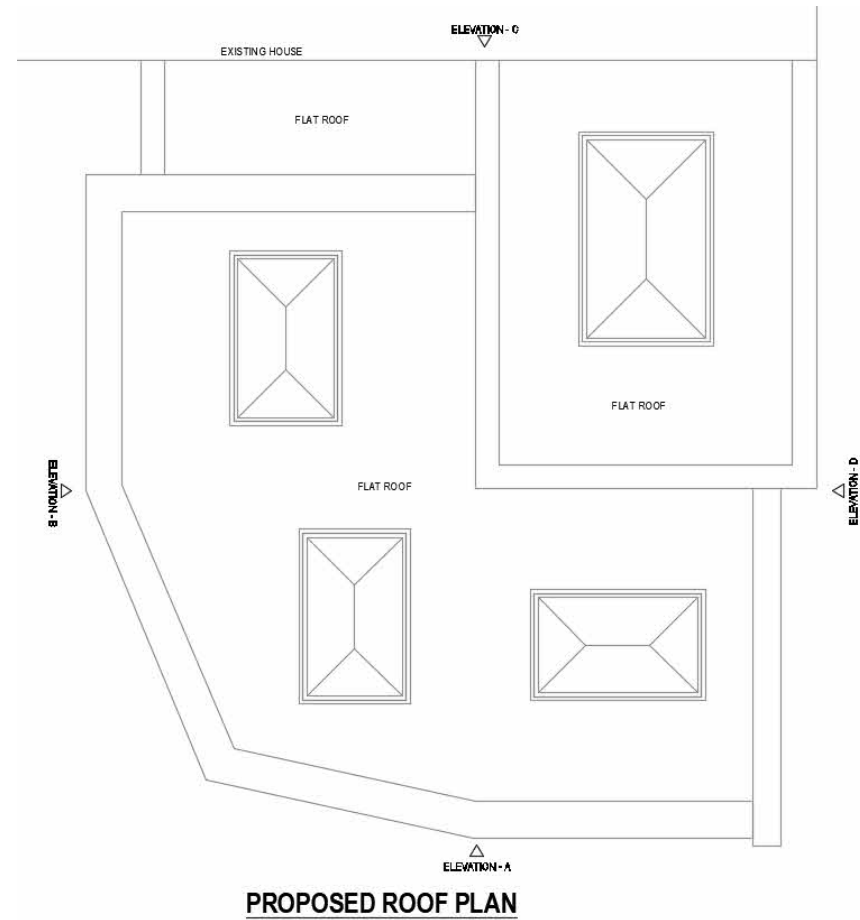 ELEVATION - C
EXISTING HOUSE
FLAT ROOF
FLAT ROOF
FLAT ROOF
ELEVATION - B
ELEVATION - D
ELEVATION - A
PROPOSED ROOF PLAN